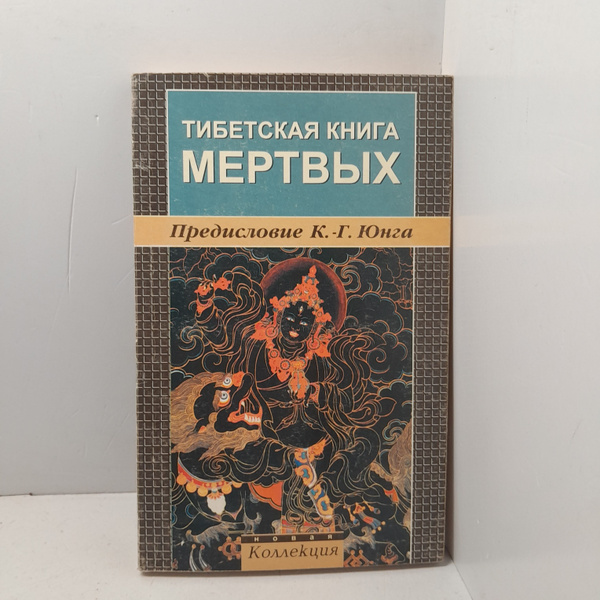 ТИБЕТСКАЯ КНИГА
МЕРТВЫХ
Предисловие К.-Г. Юнга
новая
Коллекция